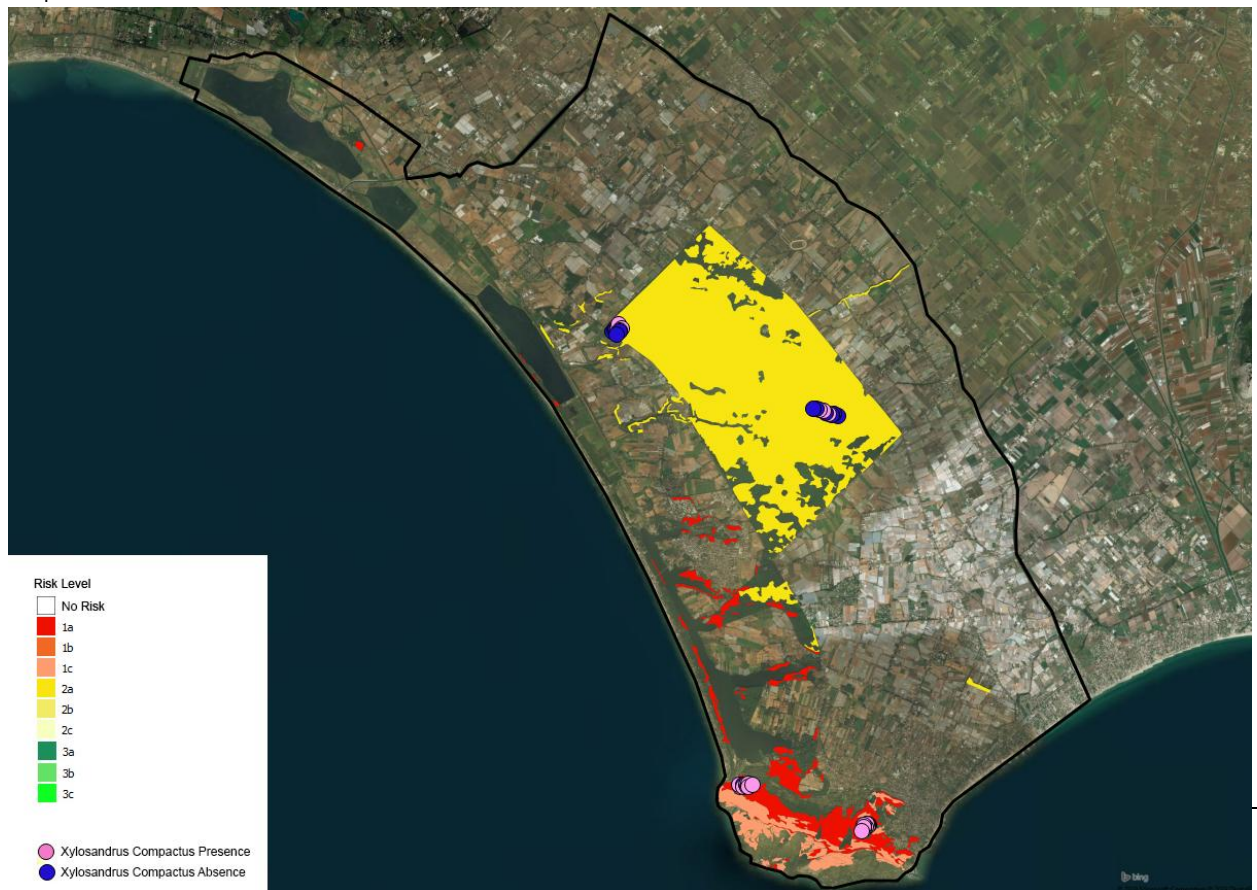 Risk Level
No Risk
1a
1b
1c
2a
2b
2c
3a
3b
3c
Xylosandrus Compactus Presence
Xylosandrus Compactus Absence
bing